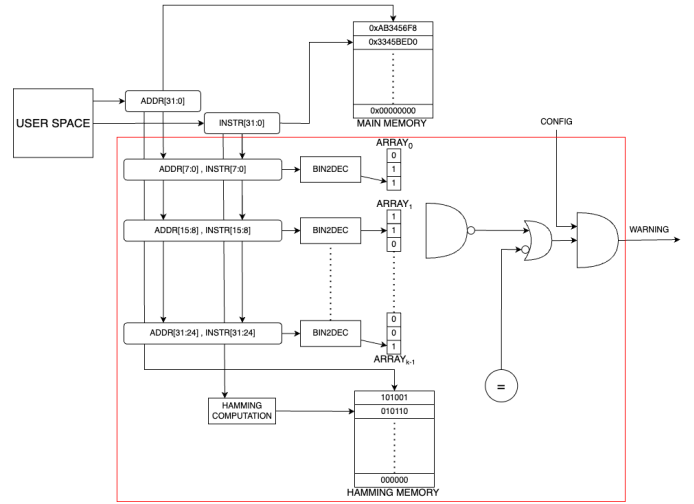 0xAB3456F8
0x3345BED0
0x00000000
MAIN MEMORY
ADDR[31:0]
USER SPACE
INSTR[31:0]
CONFIG
ARRAY0
ADDR[7:0] , INSTR[7:0]
BIN2DEC
0
1
1
ARRAY1
ADDR[15:8] , INSTR[15:8]
BIN2DEC
1
1
0
WARNING
ADDR[31:24] , INSTR[31:24]
BIN2DEC
0
0
1
ARRAYk-1
=
HAMMING
COMPUTATION
101001
010110
000000
HAMMING MEMORY